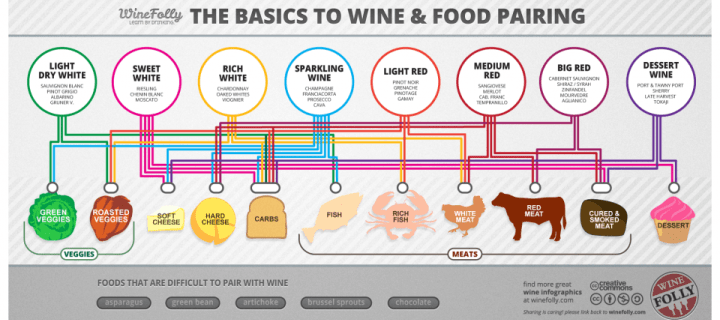 WineFolly
LEARN BY DRINKING
THE BASICS TO WINE & FOOD PAIRING
LIGHT
DRY WHITE
SAUVIGNON BLANC
PINOT GRIGIO
ALBARINO
GRUNER V.
SWEET
WHITE
RIESLING
CHENIN BLANC
MOSCATO
RICH
WHITE
CHARDONNAY
OAKED WHITES
VIOGNIER
SPARKLING
WINE
CHAMPAGNE
FRANCIACORTA
PROSECCO
CAVA
LIGHT RED
PINOT NOIR
GRENACHE
PINOTAGE
GAMAY
MEDIUM
RED
SANGIOVESE
MERLOT
CAB. FRANC
TEMPRANILLO
BIG RED
CABERNET SAUVIGNON
SHIRAZ / SYRAH
ZINFANDEL
MOURVEDRE
AGLIANICO
DESSERT
WINE
PORT & TAWNY PORT
SHERRY
LATE HARVEST
TOKAJI
GREEN
VEGGIES
ROASTED
VEGGIES
SOFT
CHEESE
HARD
CHEESE
CARBS
FISH
RICH
FISH
WHITE
MEAT
RED
MEAT
CURED &
SMOKED
MEAT
DESSERT
VEGGIES
MEATS
FOODS THAT ARE DIFFICULT TO PAIR WITH WINE
asparagus
green bean
artichoke
brussel sprouts
chocolate
find more great
wine infographics
at winefolly.com
creative
commons
Sharing is caring! please link back to winefolly.com
WINE
FOLLY